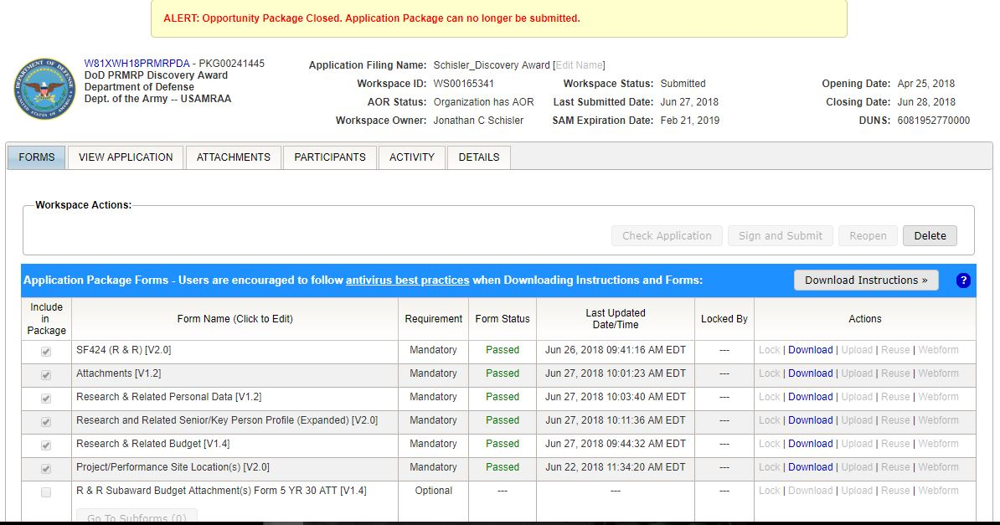 ALERT: Opportunity Package Closed. Application Package can no longer be submitted.
DEPARTMENT OF DEFENSE
UNITED STATES OF AMERICA
W81XWH18PRMRPDA - PKG00241445
DoD PRMRP Discovery Award
Department of Defense
Dept. of the Army -- USAMRAA
Application Filing Name: Schisler_Discovery Award [Edit Name]
Workspace ID: WS00165341 Workspace Status: Submitted Opening Date: Apr 25, 2018
AOR Status: Organization has AOR Last Submitted Date: Jun 27, 2018 Closing Date: Jun 28, 2018
Workspace Owner: Jonathan C Schisler SAM Expiration Date: Feb 21, 2019 DUNS: 6081952770000
FORMS VIEW APPLICATION ATTACHMENTS PARTICIPANTS ACTIVITY DETAILS
Workspace Actions:
Check Application Sign and Submit Reopen Delete
Application Package Forms - Users are encouraged to follow antivirus best practices when Downloading Instructions and Forms: Download Instructions » ?
Include in Package Form Name (Click to Edit) Requirement Form Status Last Updated Date/Time Locked By Actions
SF424 (R & R) [V2.0] Mandatory Passed Jun 26, 2018 09:41:16 AM EDT --- Lock | Download | Upload | Reuse | Webform
Attachments [V1.2] Mandatory Passed Jun 27, 2018 10:01:23 AM EDT --- Lock | Download | Upload | Reuse | Webform
Research & Related Personal Data [V1.2] Mandatory Passed Jun 27, 2018 10:03:40 AM EDT --- Lock | Download | Upload | Reuse | Webform
Research and Related Senior/Key Person Profile (Expanded) [V2.0] Mandatory Passed Jun 27, 2018 10:11:36 AM EDT --- Lock | Download | Upload | Reuse | Webform
Research & Related Budget [V1.4] Mandatory Passed Jun 27, 2018 09:44:32 AM EDT --- Lock | Download | Upload | Reuse | Webform
Project/Performance Site Location(s) [V2.0] Mandatory Passed Jun 22, 2018 11:34:20 AM EDT --- Lock | Download | Upload | Reuse | Webform
R & R Subaward Budget Attachment(s) Form 5 YR 30 ATT [V1.4] Optional --- --- --- Lock | Download | Upload | Reuse | Webform
Go To Subforms (0)